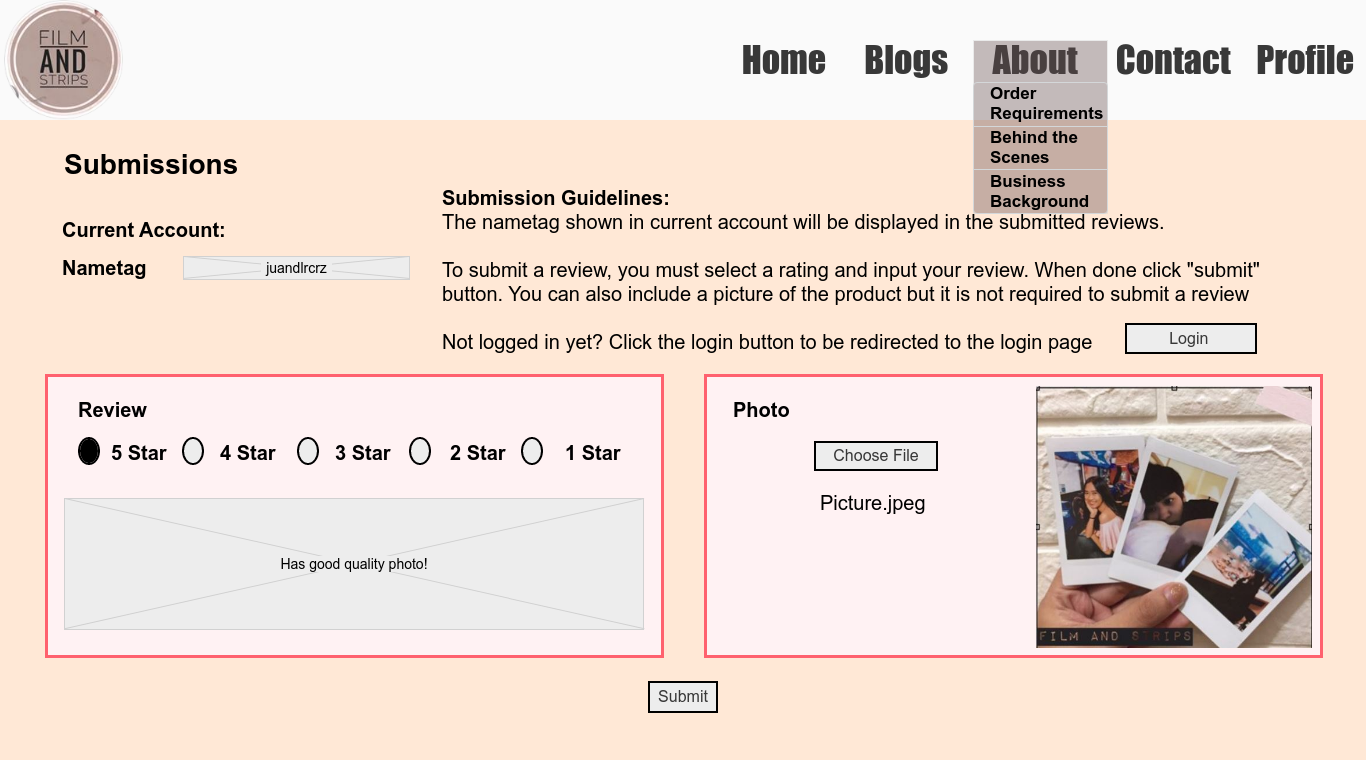 FILM
AND
STRIPS
Home Blogs About Contact Profile
Order
Requirements
Behind the
Scenes
Business
Background
Submissions
Current Account:
Nametag juandlrcrz
Submission Guidelines:
The nametag shown in current account will be displayed in the submitted reviews.
To submit a review, you must select a rating and input your review. When done click "submit"
button. You can also include a picture of the product but it is not required to submit a review
Not logged in yet? Click the login button to be redirected to the login page Login
Review
5 Star 4 Star 3 Star 2 Star 1 Star
Has good quality photo!
Photo
Choose File
Picture.jpeg
FILM AND STRIPS
Submit